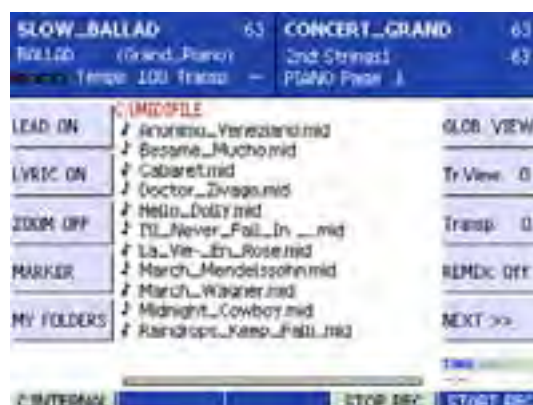 SLOW_BALLAD 63
BALLAD (Grand_Piano)
Tempo 100 Transp -
CONCERT_GRAND 63
2nd Strings1 63
PIANO Page 1
LEAD ON
LYRIC ON
ZOOM OFF
MARKER
MY FOLDERS
C:\MIDIFILE
Anonimo_Veneziano.mid
Besame_Mucho.mid
Cabaret.mid
Doctor_Zivago.mid
Hello_Dolly.mid
I'll_Never_Fall_In_ .mid
La_Vie-_En_Rose.mid
March_Mendelssohn.mid
March_Wagner.mid
Midnight_Cowboy.mid
Raindrops_Keep_Falli.mid
GLOB. VIEW
Tr.View 0
Transp 0
REMIX: OFF
NEXT >>
C:INTERNAL
STOP REC
START REC